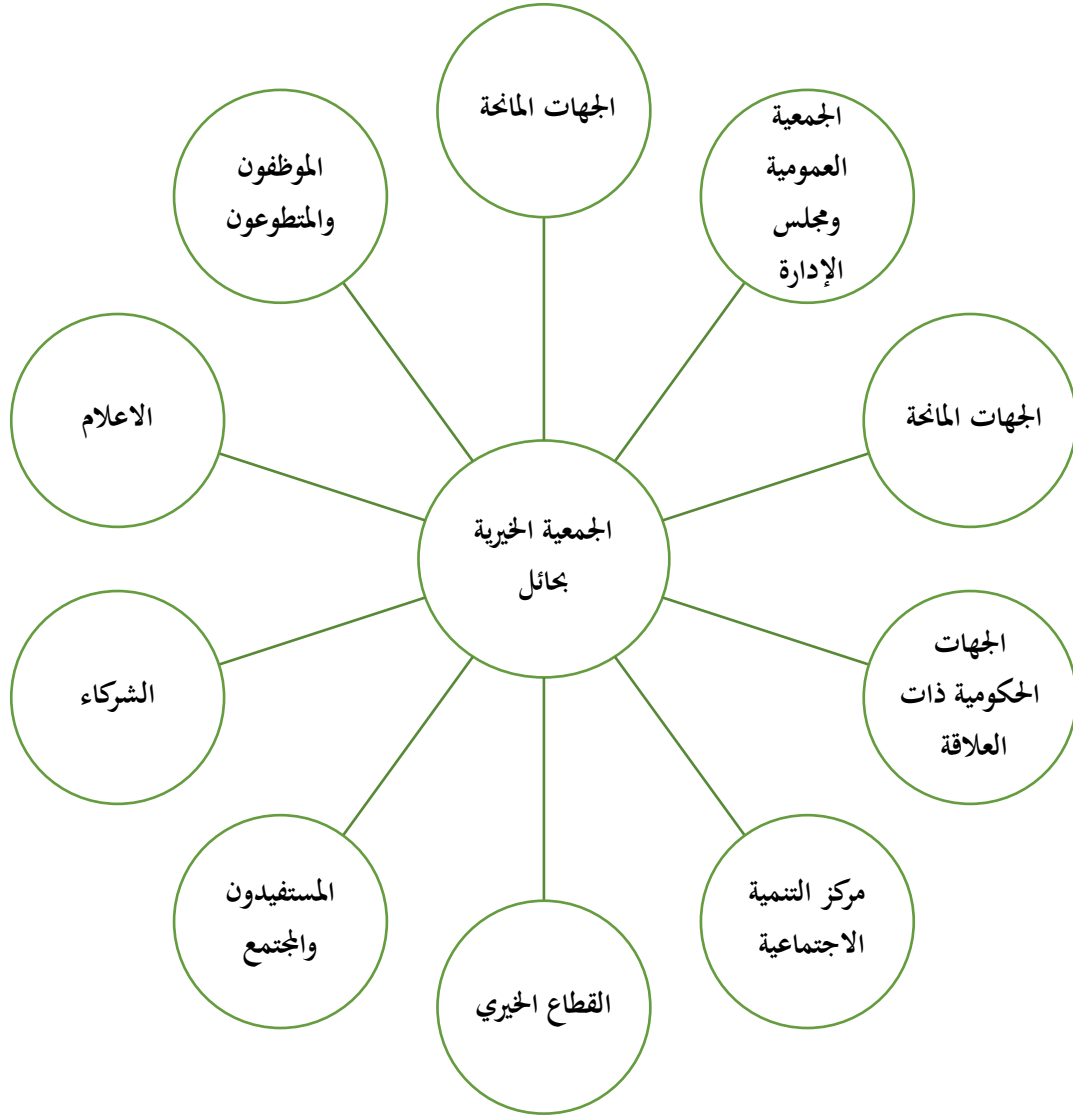 الجهات المانحة
الجمعية
العمومية
ومجلس
الإدارة
الجهات المانحة
الجهات
الحكومية ذات
العلاقة
مركز التنمية
الاجتماعية
القطاع الخيري
المستفيدون
والمجتمع
الشركاء
الاعلام
الموظفون
والمتطوعون
الجمعية الخيرية
بحائل